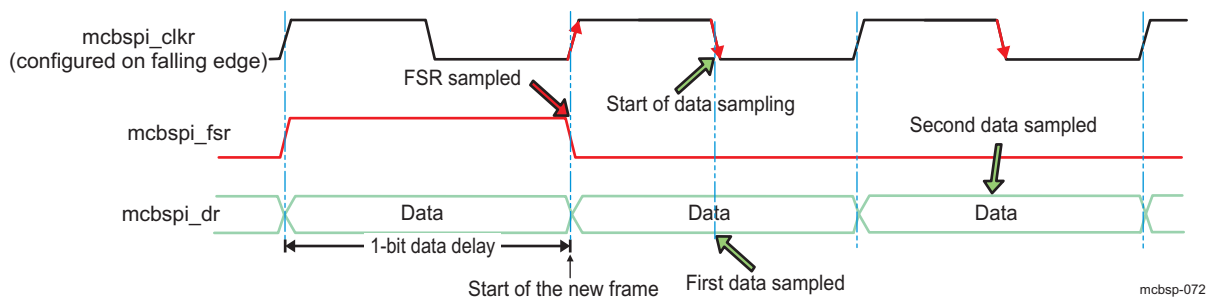 mcbspi_clkr
(configured on falling edge)
FSR sampled
Start of data sampling
mcbspi_fsr
Second data sampled
mcbspi_dr
Data
Data
Data
1-bit data delay
Start of the new frame
First data sampled
mcbsp-072